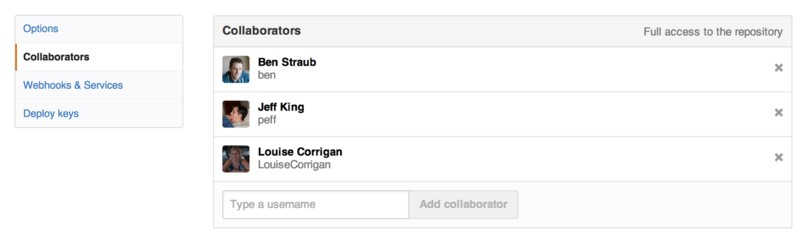 Options
Collaborators
Webhooks & Services
Deploy keys
Collaborators
Full access to the repository
Ben Straub
ben
Jeff King
peff
Louise Corrigan
LouiseCorrigan
Type a username
Add collaborator